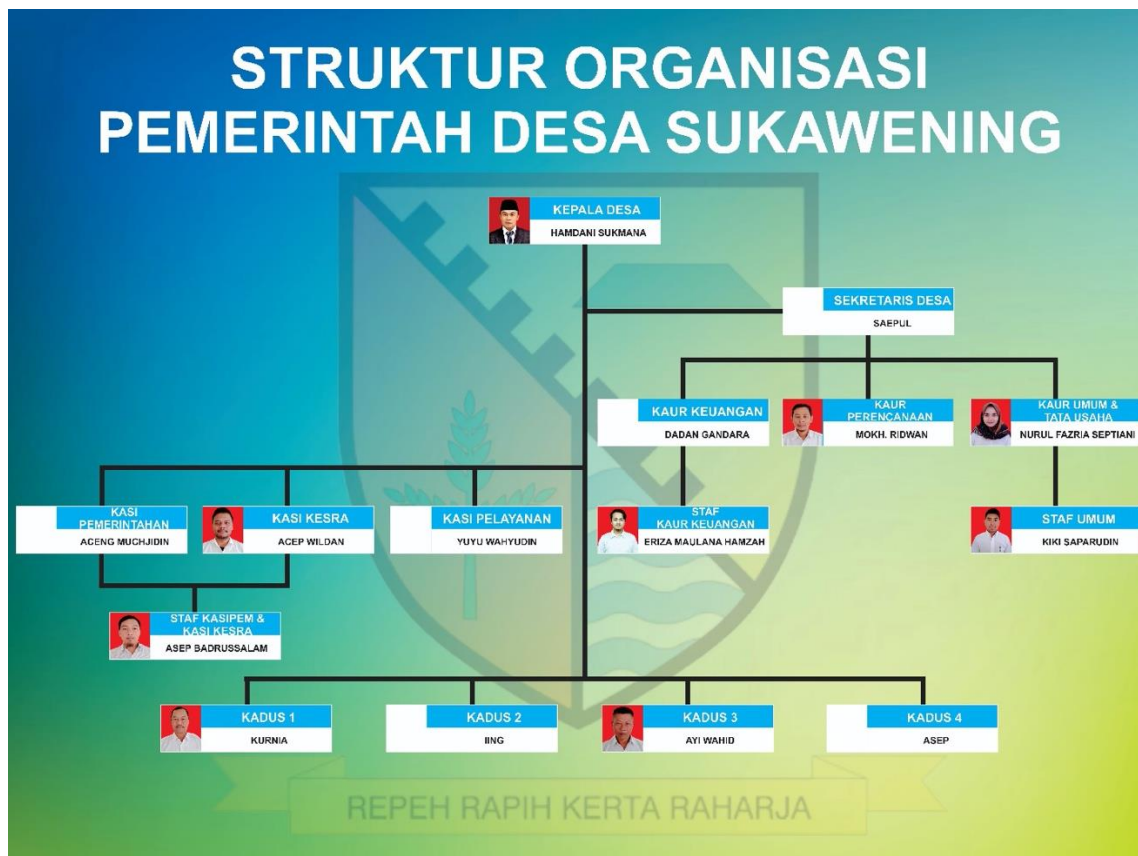 STRUKTUR ORGANISASI
PEMERINTAH DESA SUKAWENING
KEPALA DESA
HAMDANI SUKMANA
SEKRETARIS DESA
SAEPUL
KAUR KEUANGAN
DADAN GANDARA
KAUR
PERENCANAAN
MOKH. RIDWAN
KAUR UMUM &
TATA USAHA
NURUL FAZRIA SEPTIANI
KASI
PEMERINTAHAN
ACENG MUCHJIDIN
KASI KESRA
ACEP WILDAN
KASI PELAYANAN
YUYU WAHYUDIN
STAF
KAUR KEUANGAN
ERIZA MAULANA HAMZAH
STAF UMUM
KIKI SAPARUDIN
STAF KASIPEM &
KASI KESRA
ASEP BADRUSSALAM
KADUS 1
KURNIA
KADUS 2
IING
KADUS 3
AYI WAHID
KADUS 4
ASEP
REPEH RAPIH KERTA RAHARJA